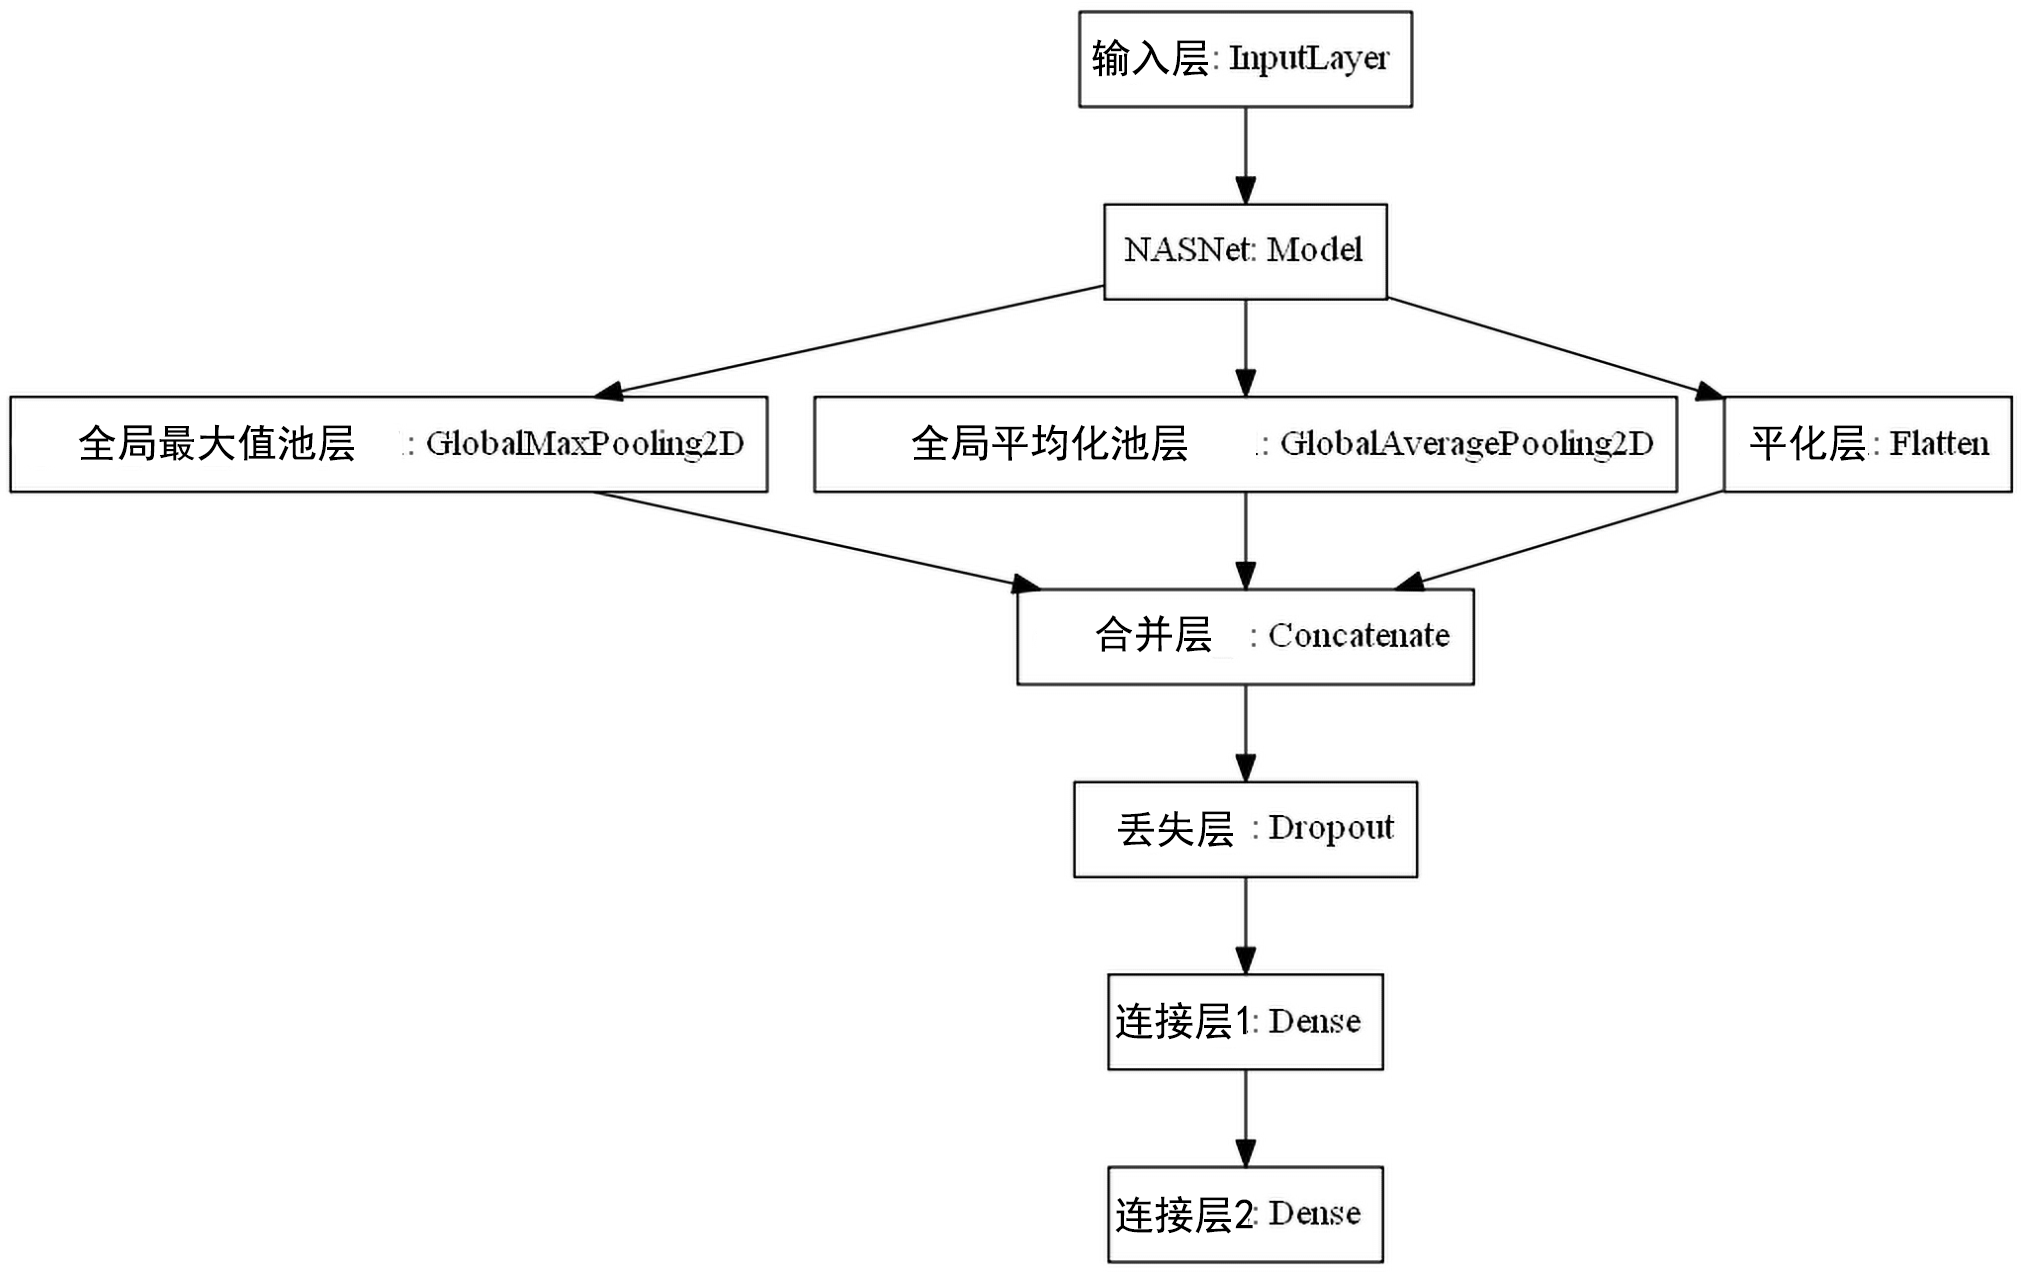 输入层: InputLayer
NASNet: Model
全局最大值池层 : GlobalMaxPooling2D
全局平均化池层 : GlobalAveragePooling2D
平化层: Flatten
合并层 : Concatenate
丢失层 : Dropout
连接层1: Dense
连接层2: Dense